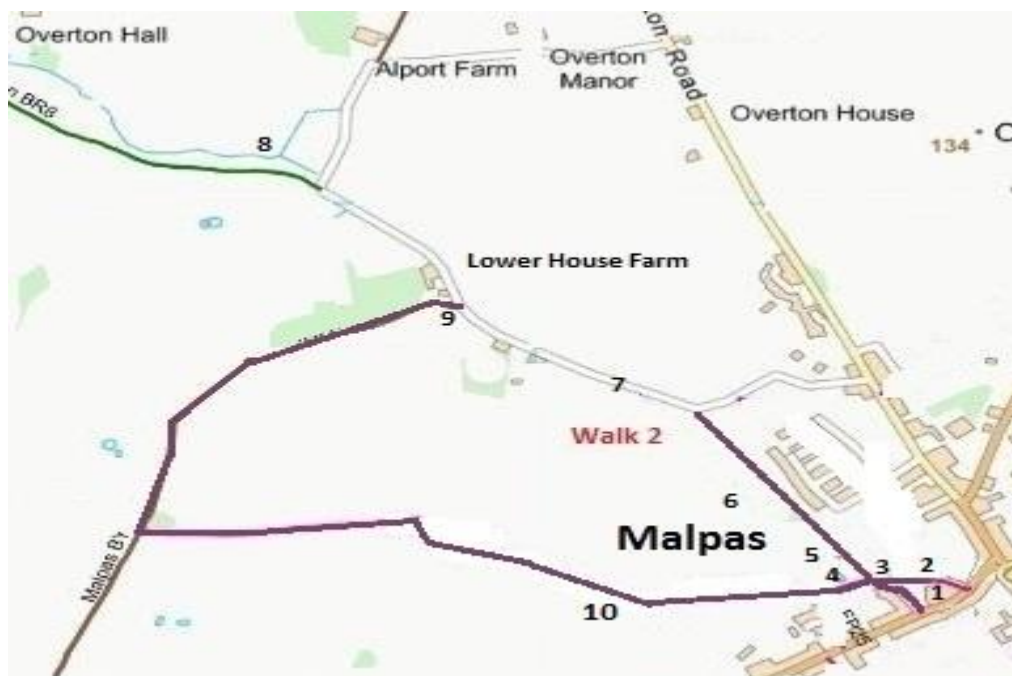 Overton Hall
Alport Farm
Overton
Manor
Road
Overton House
134
BR8
8
Lower House Farm
9
7
Walk 2
6
Malpas
5
4
3
2
1
Malpas BY
10
FP25